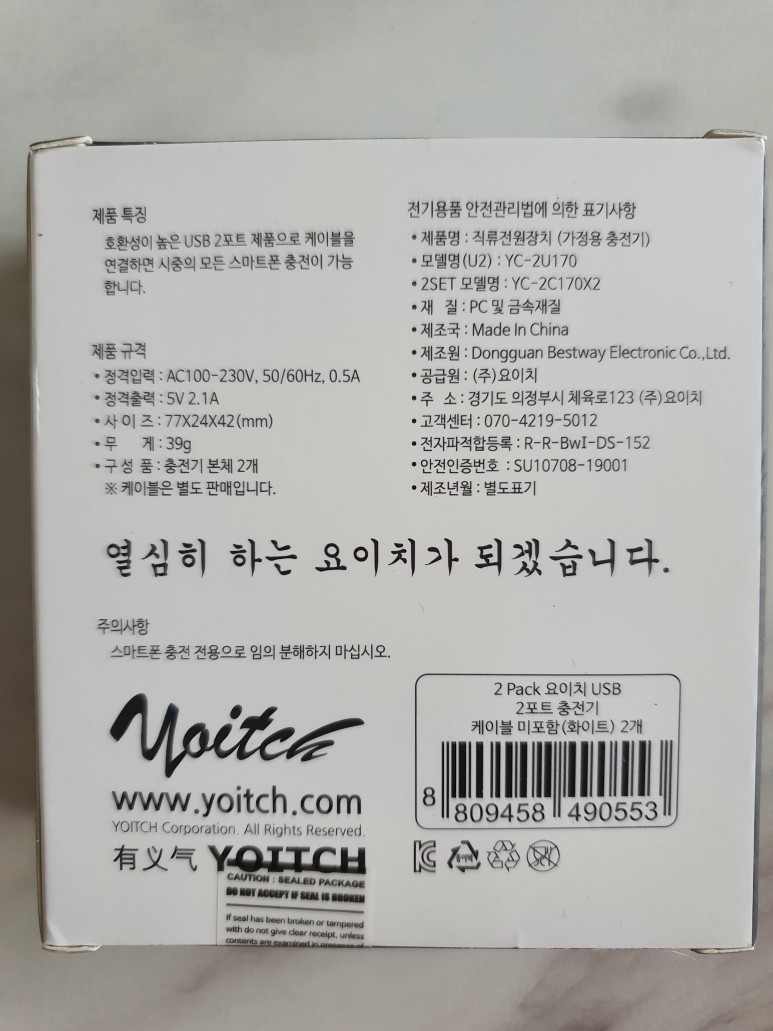 제품 특징
호환성이 높은 USB 2포트 제품으로 케이블을
연결하면 시중의 모든 스마트폰 충전이 가능
합니다.
제품 규격
• 정격입력 : AC100-230V, 50/60Hz, 0.5A
• 정격출력 : 5V 2.1A
• 사 이 즈 : 77X24X42(mm)
• 무 게 : 39g
• 구 성 품 : 충전기 본체 2개
※ 케이블은 별도 판매입니다.
전기용품 안전관리법에 의한 표기사항
• 제품명 : 직류전원장치 (가정용 충전기)
• 모델명(U2) : YC-2U170
• 2SET 모델명 : YC-2C170X2
• 재 질 : PC 및 금속재질
• 제조국 : Made In China
• 제조원 : Dongguan Bestway Electronic Co.,Ltd.
• 공급원 : (주)요이치
• 주 소 : 경기도 의정부시 체육로123 (주)요이치
• 고객센터 : 070-4219-5012
• 전자파적합등록 : R-R-BwI-DS-152
• 안전인증번호 : SU10708-19001
• 제조년월 : 별도표기
열심히 하는 요이치가 되겠습니다.
주의사항
스마트폰 충전 전용으로 임의 분해하지 마십시오.
Yoitch
www.yoitch.com
YOITCH Corporation. All Rights Reserved.
有义气 YOITCH
CAUTION : SEALED PACKAGE
DO NOT ACCEPT IF SEAL IS BROKEN
If seal has been broken or tampered
with do not give clear receipt, unless
contents are examined in presence of
2 Pack 요이치 USB
2포트 충전기
케이블 미포함(화이트) 2개
8 809458 490553